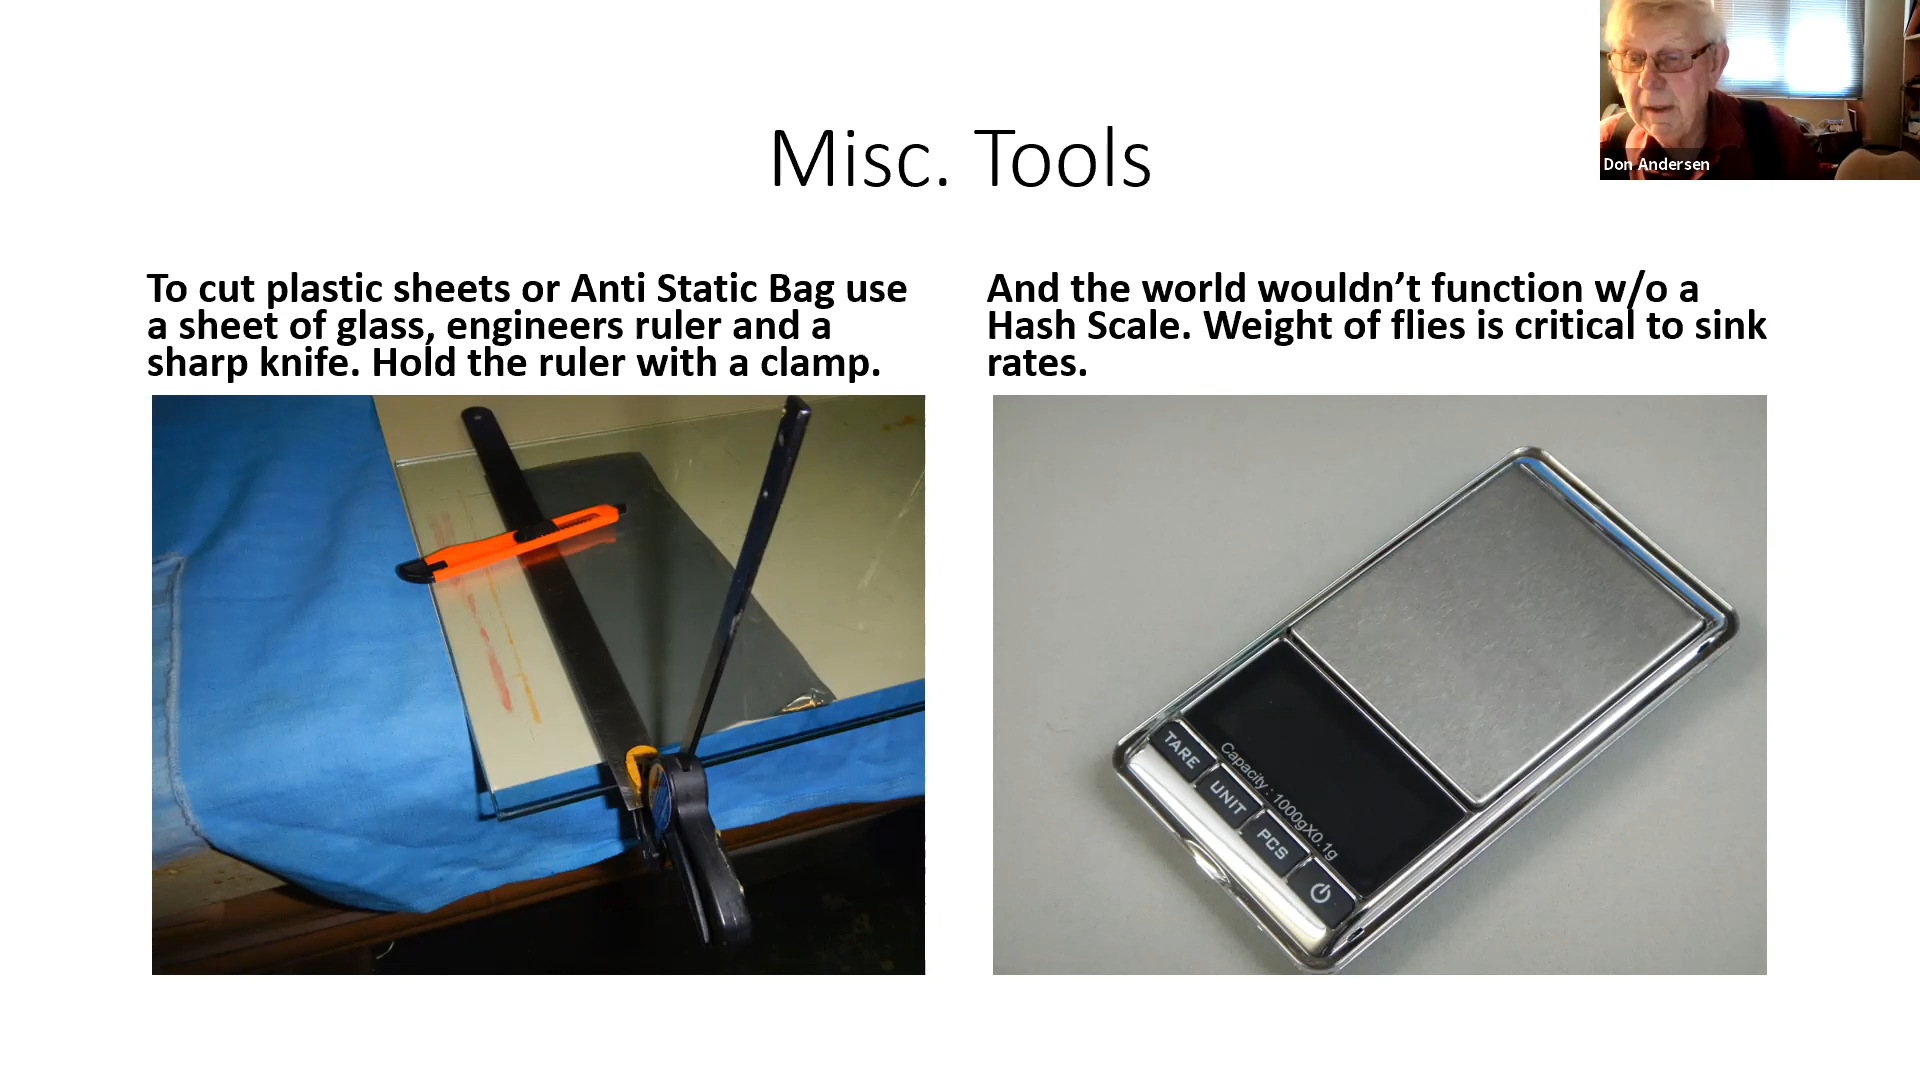 Misc. Tools
Don Andersen
To cut plastic sheets or Anti Static Bag use
a sheet of glass, engineers ruler and a
sharp knife. Hold the ruler with a clamp.
And the world wouldn’t function w/o a
Hash Scale. Weight of flies is critical to sink
rates.
Capacity : 1000gX0.1g
TARE
UNIT
PCS